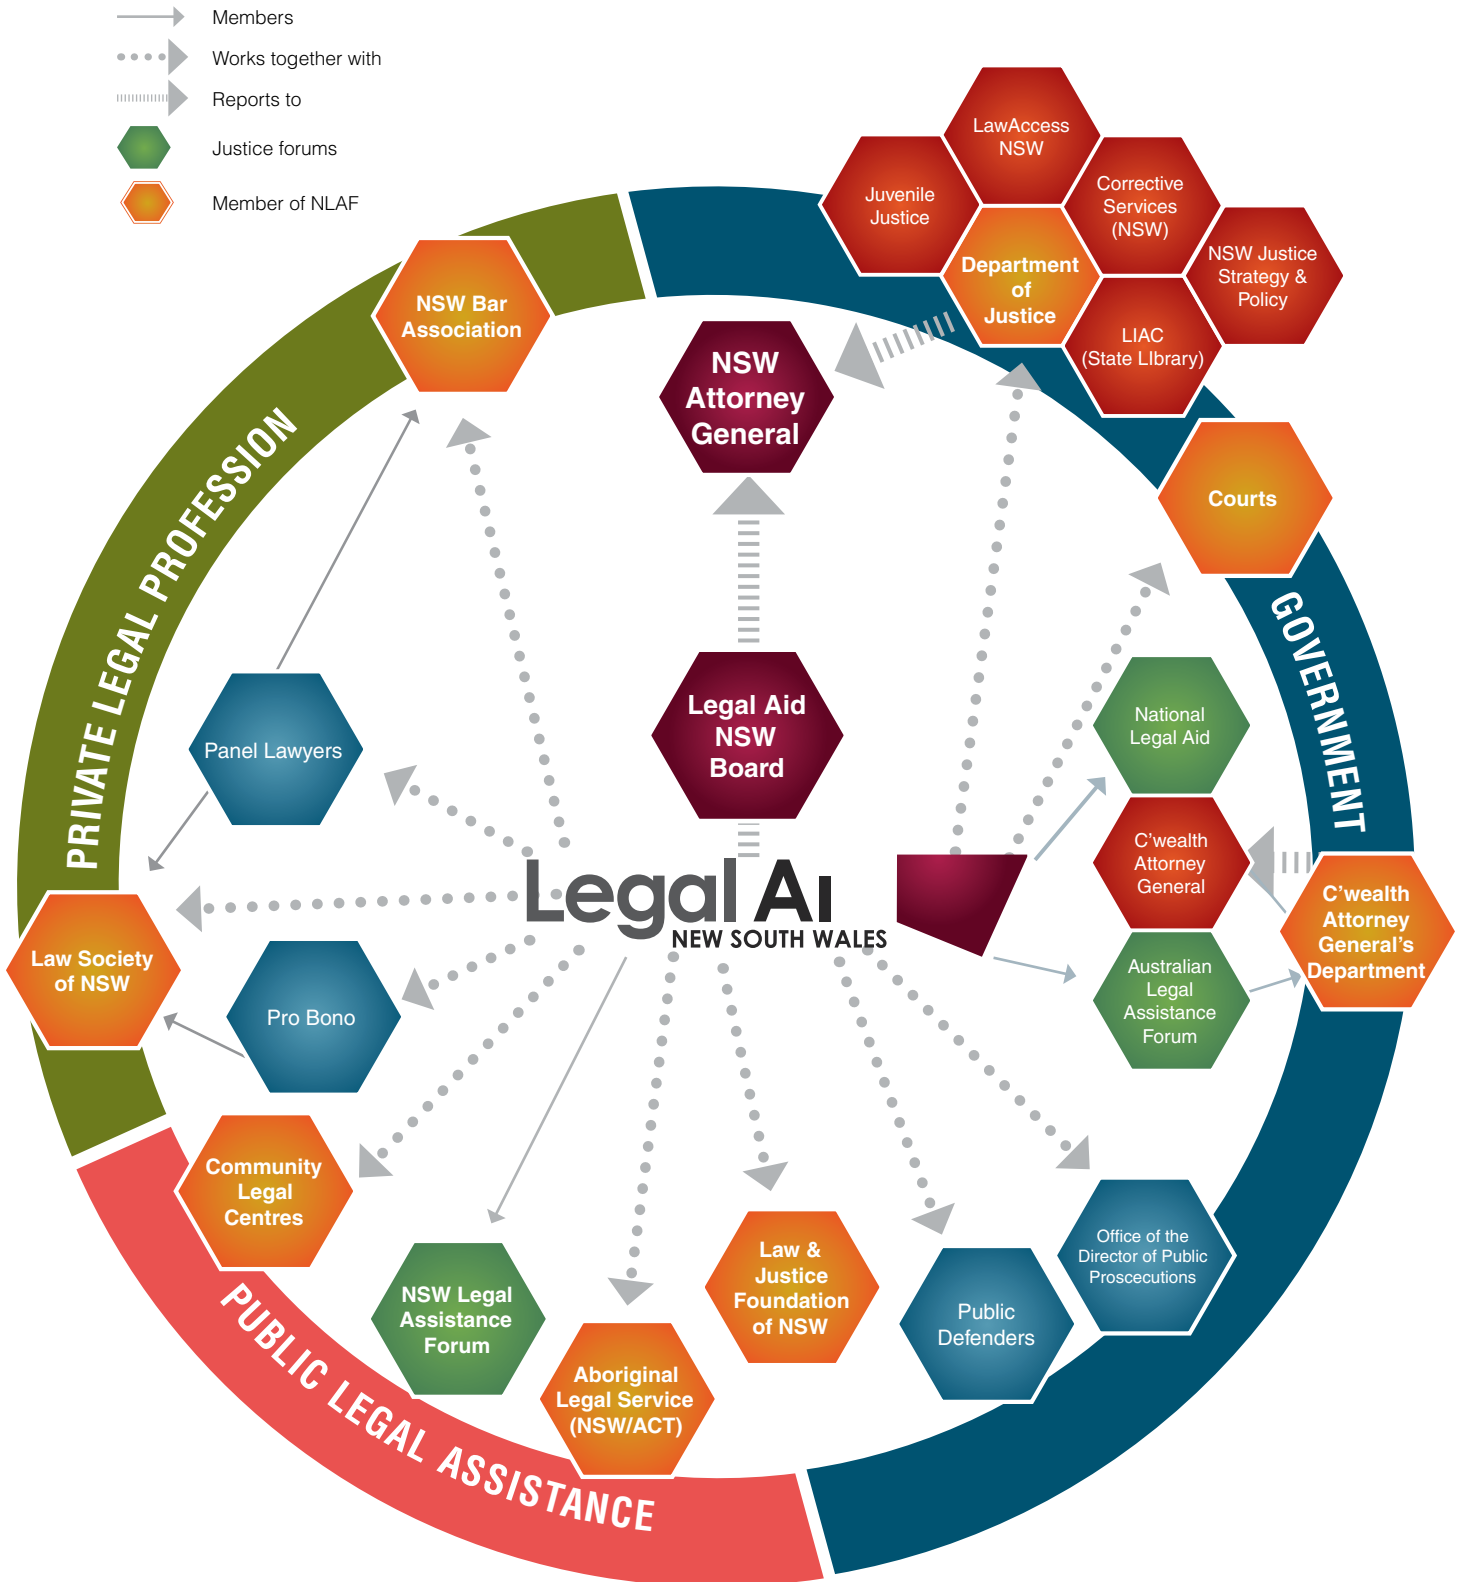 Members
Works together with
Reports to
Justice forums
Member of NLAF
LawAccess
NSW
Juvenile
Justice
Corrective
Services
(NSW)
NSW Justice
Strategy &
Policy
Department
of
Justice
LIAC
(State LIbrary)
NSW Bar
Association
NSW
Attorney
General
Courts
PRIVATE LEGAL PROFESSION
GOVERNMENT
Panel Lawyers
Legal Aid
NSW
Board
National
Legal Aid
C'wealth
Attorney
General
C'wealth
Attorney
General's
Department
Legal Ai
NEW SOUTH WALES
Law Society
of NSW
Pro Bono
Australian
Legal
Assistance
Forum
Community
Legal
Centres
NSW Legal
Assistance
Forum
Aboriginal
Legal Service
(NSW/ACT)
Law &
Justice
Foundation
of NSW
Public
Defenders
Office of the
Director of Public
Proscecutions
PUBLIC LEGAL ASSISTANCE